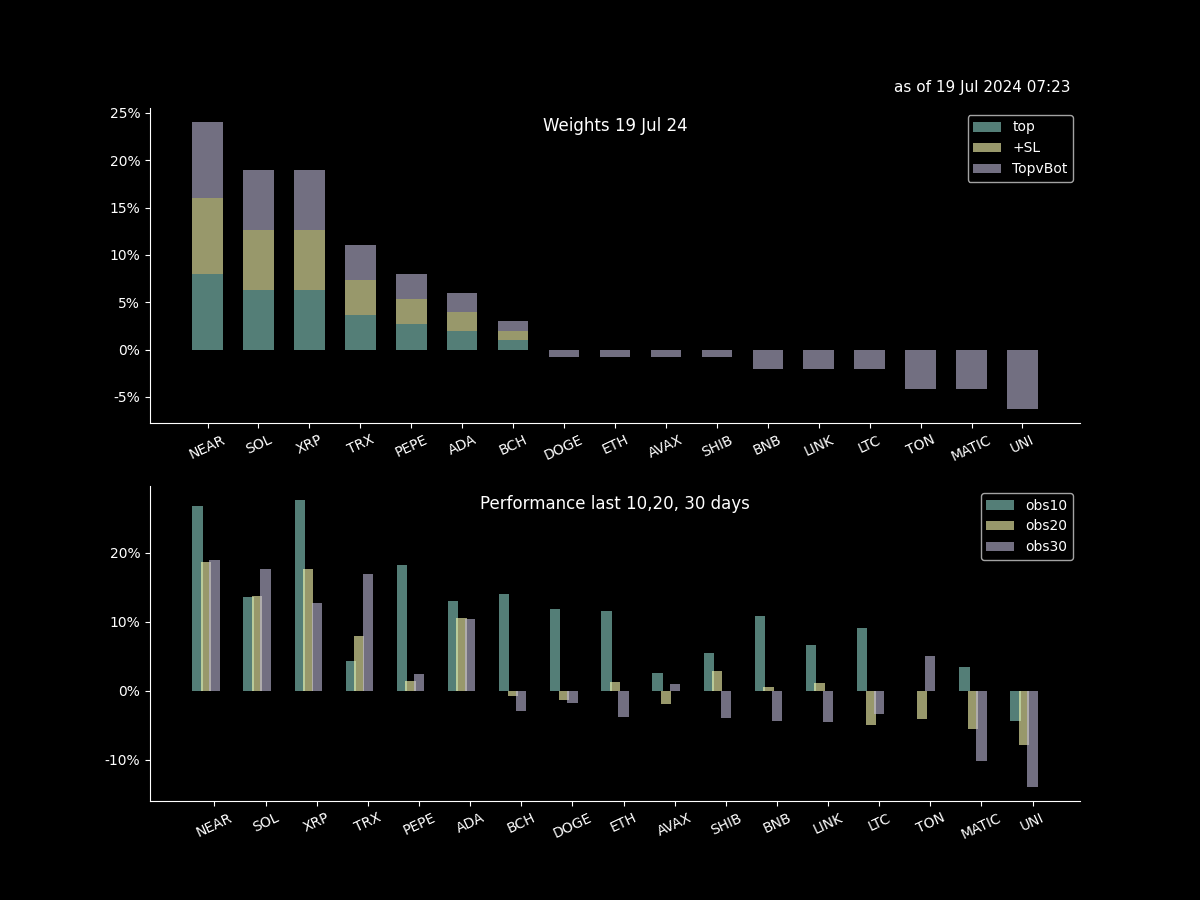 as of 19 Jul 2024 07:23
Weights 19 Jul 24
top
+SL
TopvBot
25%
20%
15%
10%
5%
0%
-5%
NEAR SOL XRP TRX PEPE ADA BCH DOGE ETH AVAX SHIB BNB LINK LTC TON MATIC UNI
Performance last 10,20, 30 days
obs10
obs20
obs30
20%
10%
0%
-10%
NEAR SOL XRP TRX PEPE ADA BCH DOGE ETH AVAX SHIB BNB LINK LTC TON MATIC UNI